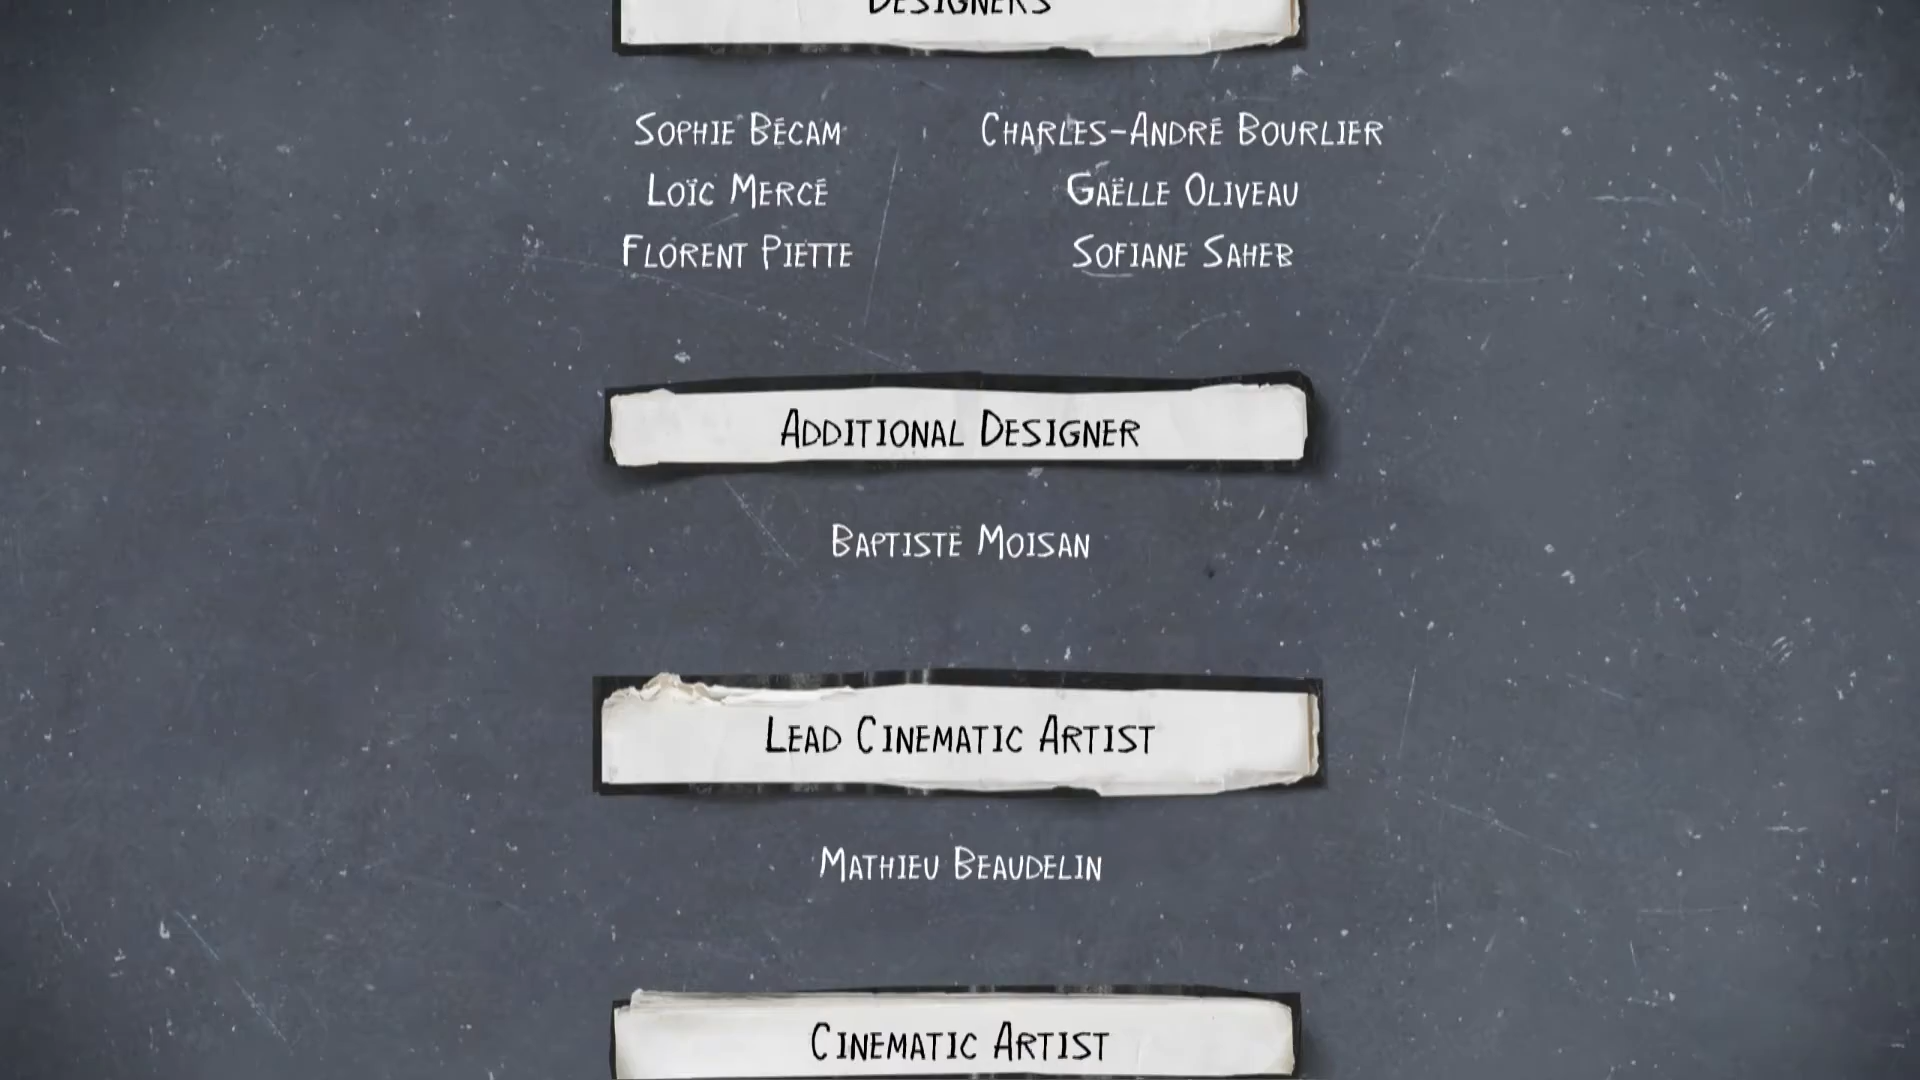 DESIGNERS
SOPHIE BÉCAM
CHARLES-ANDRÉ BOURLIER
LOÏC MERCÉ
GAËLLE OLIVEAU
FLORENT PIETTE
SOFIANE SAHEB
ADDITIONAL DESIGNER
BAPTISTE MOISAN
LEAD CINEMATIC ARTIST
MATHIEU BEAUDELIN
CINEMATIC ARTIST